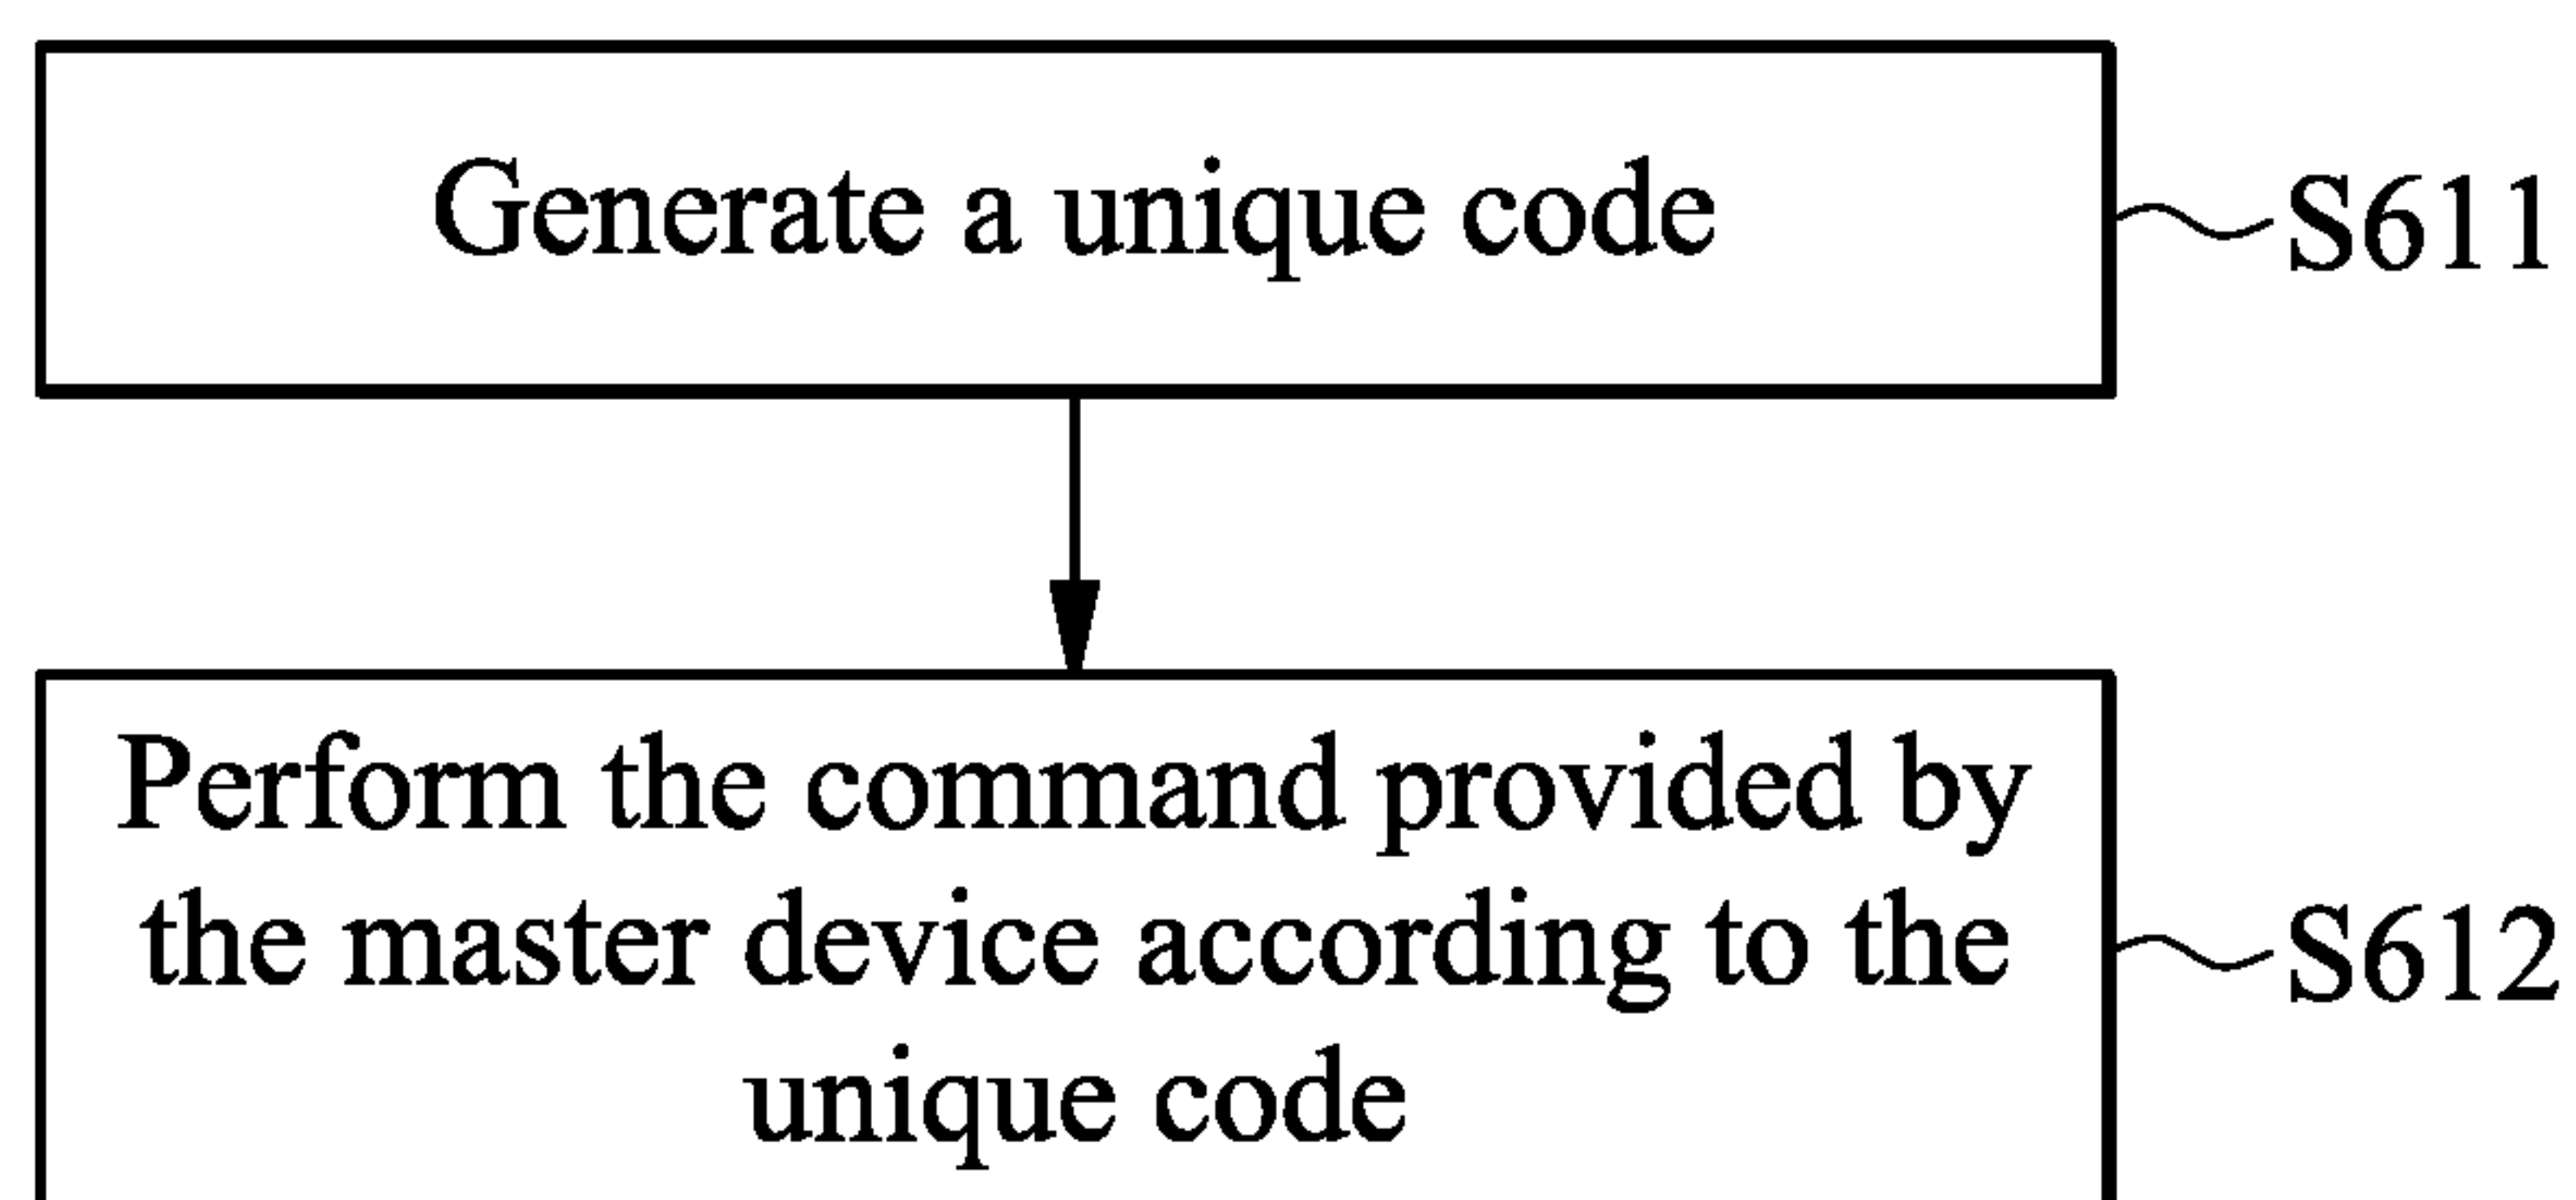 Generate a unique code
S611
Perform the command provided by
the master device according to the
unique code
S612